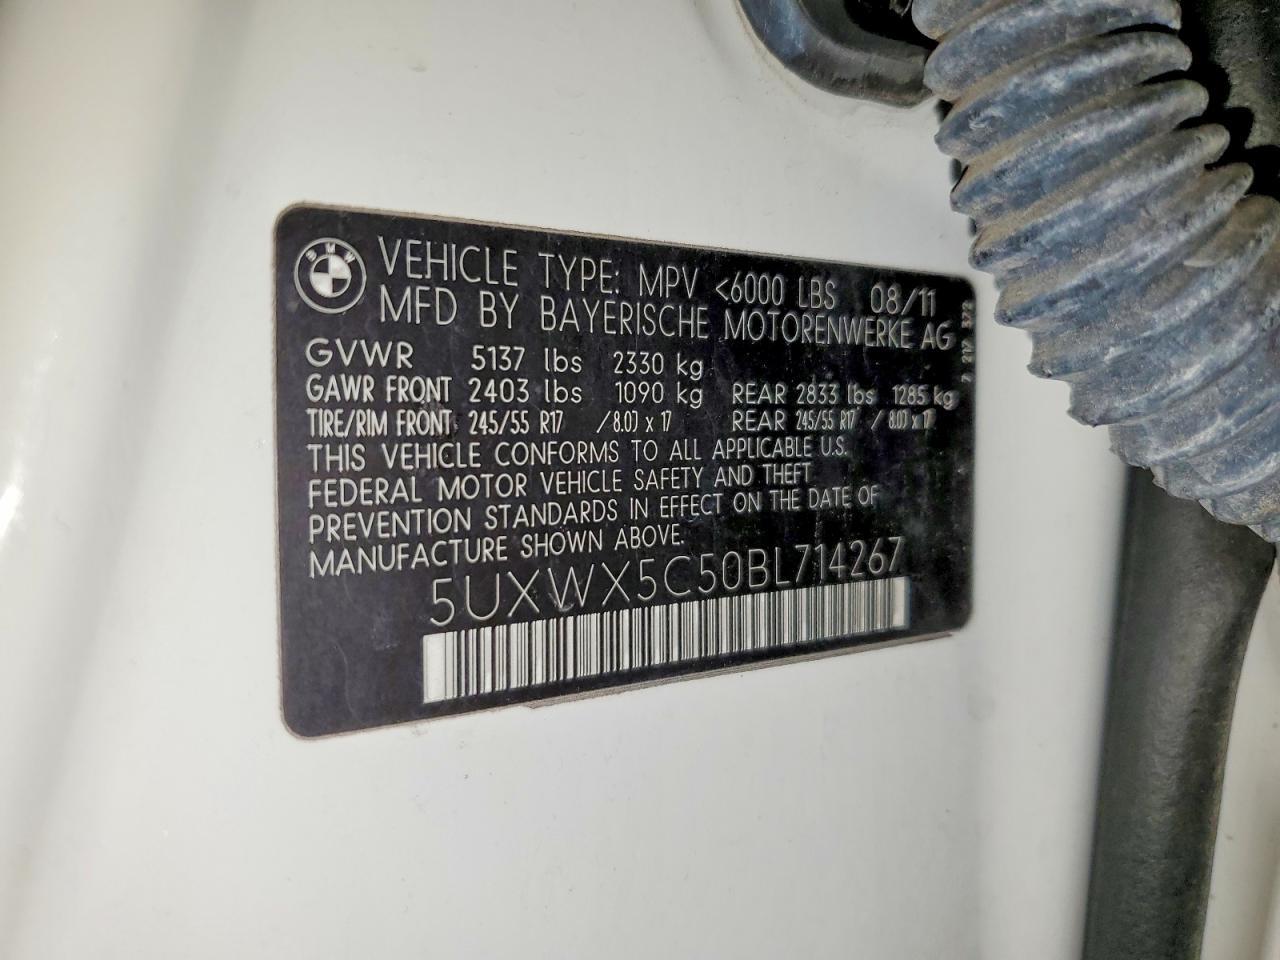 BMW
VEHICLE TYPE: MPV <6000 LBS 08/11
MFD BY BAYERISCHE MOTORENWERKE AG
GVWR 5137 lbs 2330 kg
GAWR FRONT 2403 lbs 1090 kg REAR 2833 lbs 1285 kg
TIRE/RIM FRONT 245/55 R17 /8.0J x 17 REAR 245/55 R17 /8.0J x 17
THIS VEHICLE CONFORMS TO ALL APPLICABLE U.S.
FEDERAL MOTOR VEHICLE SAFETY AND THEFT
PREVENTION STANDARDS IN EFFECT ON THE DATE OF
MANUFACTURE SHOWN ABOVE.
5UXWX5C50BL714267